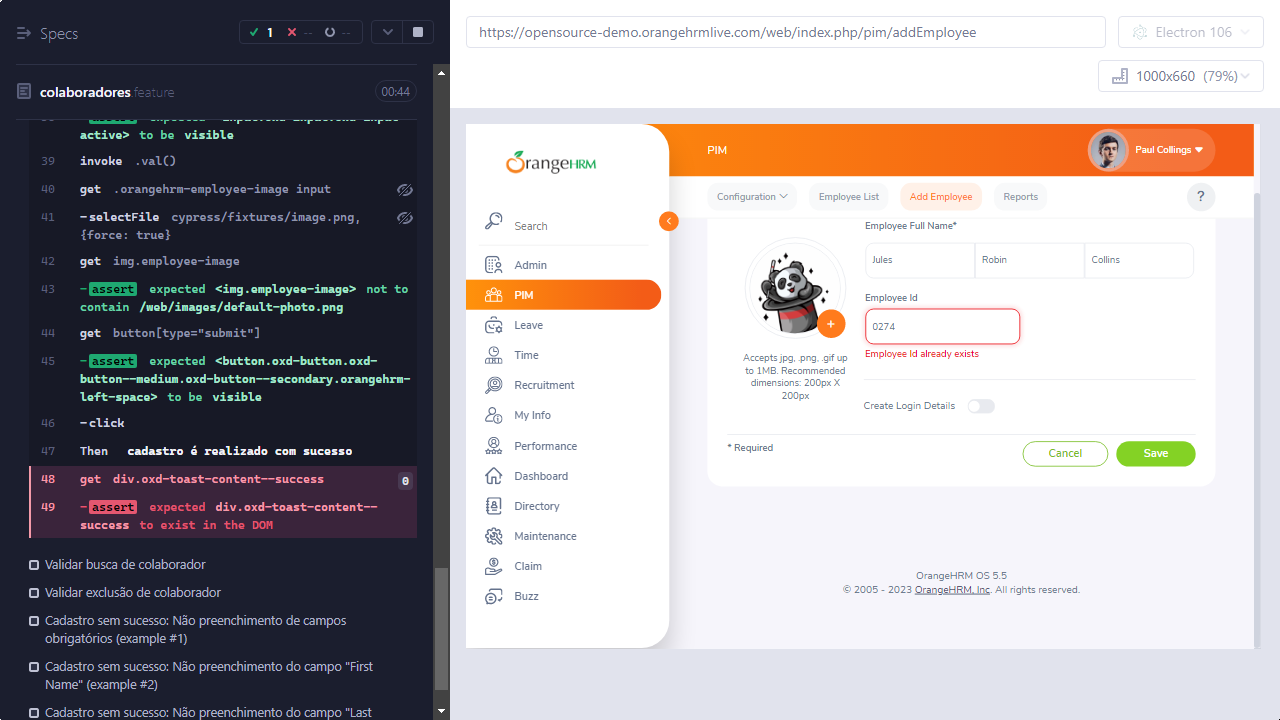 Specs
1
--
--
colaboradores.feature
00:44
active> to be visible
39 invoke .val()
40 get .orangehrm-employee-image input
41 -selectFile cypress/fixtures/image.png,
{force: true}
42 get img.employee-image
43 -assert expected <img.employee-image> not to
contain /web/images/default-photo.png
44 get button[type="submit"]
45 -assert expected <button.oxd-button.oxd-
button--medium.oxd-button--secondary.orangehrm-
left-space> to be visible
46 -click
47 Then cadastro é realizado com sucesso
48 get div.oxd-toast-content--success 0
49 -assert expected div.oxd-toast-content--
success to exist in the DOM
Validar busca de colaborador
Validar exclusão de colaborador
Cadastro sem sucesso: Não preenchimento de campos
obrigatórios (example #1)
Cadastro sem sucesso: Não preenchimento do campo "First
Name" (example #2)
Cadastro sem sucesso: Não preenchimento do campo "Last
https://opensource-demo.orangehrmlive.com/web/index.php/pim/addEmployee
Electron 106
1000x660 (79%)
OrangeHRM
Search
Admin
PIM
Leave
Time
Recruitment
My Info
Performance
Dashboard
Directory
Maintenance
Claim
Buzz
PIM
Paul Collings
Configuration
Employee List
Add Employee
Reports
?
Employee Full Name*
Jules
Robin
Collins
Employee Id
0274
Employee Id already exists
+
Accepts jpg, .png, .gif up
to 1MB. Recommended
dimensions: 200px X
200px
Create Login Details
* Required
Cancel
Save
OrangeHRM OS 5.5
© 2005 - 2023 OrangeHRM, Inc. All rights reserved.